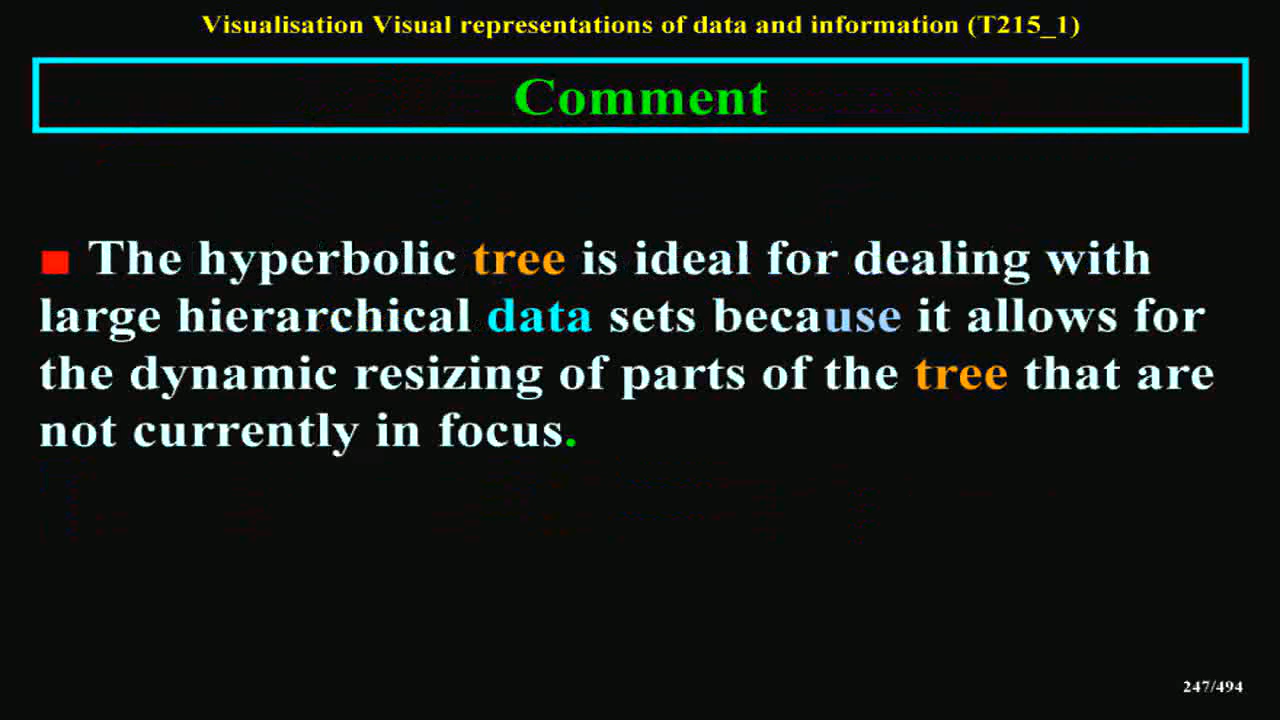 Visualisation Visual representations of data and information (T215_1)
Comment
The hyperbolic tree is ideal for dealing with
large hierarchical data sets because it allows for
the dynamic resizing of parts of the tree that are
not currently in focus.
247/494